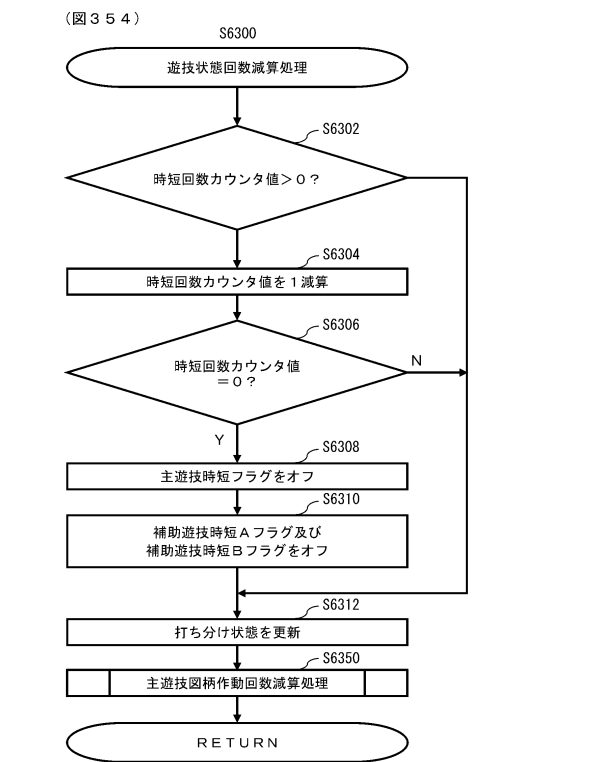 (図３５４)
S6300
遊技状態回数減算処理
S6302
時短回数カウンタ値＞０？
S6304
時短回数カウンタ値を１減算
S6306
時短回数カウンタ値
＝０？
N
Y
S6308
主遊技時短フラグをオフ
S6310
補助遊技時短Ａフラグ及び
補助遊技時短Ｂフラグをオフ
S6312
打ち分け状態を更新
S6350
主遊技図柄作動回数減算処理
ＲＥＴＵＲＮ